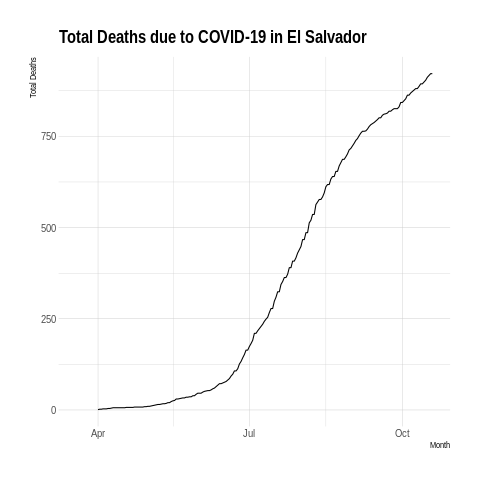 Total Deaths due to COVID-19 in El Salvador
Total Deaths
750
500
250
0
Apr
Jul
Oct
Month